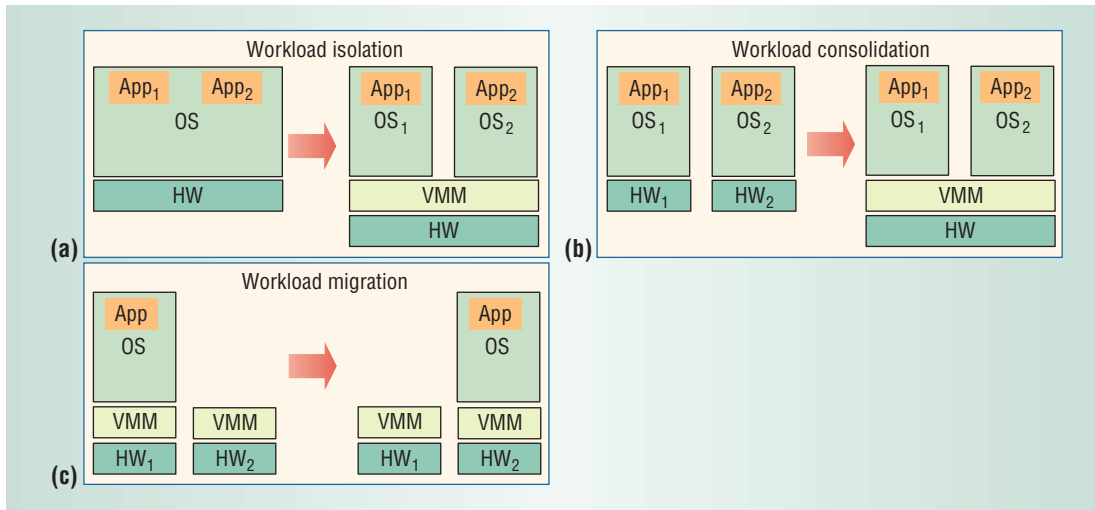 Workload isolation
App₁ App₂ App₁ App₂
OS OS₁ OS₂
HW VMM
HW
(a)
Workload consolidation
App₁ App₂ App₁ App₂
OS₁ OS₂ OS₁ OS₂
HW₁ HW₂ VMM
HW
(b)
Workload migration
App App
OS OS
VMM VMM VMM VMM
HW₁ HW₂ HW₁ HW₂
(c)